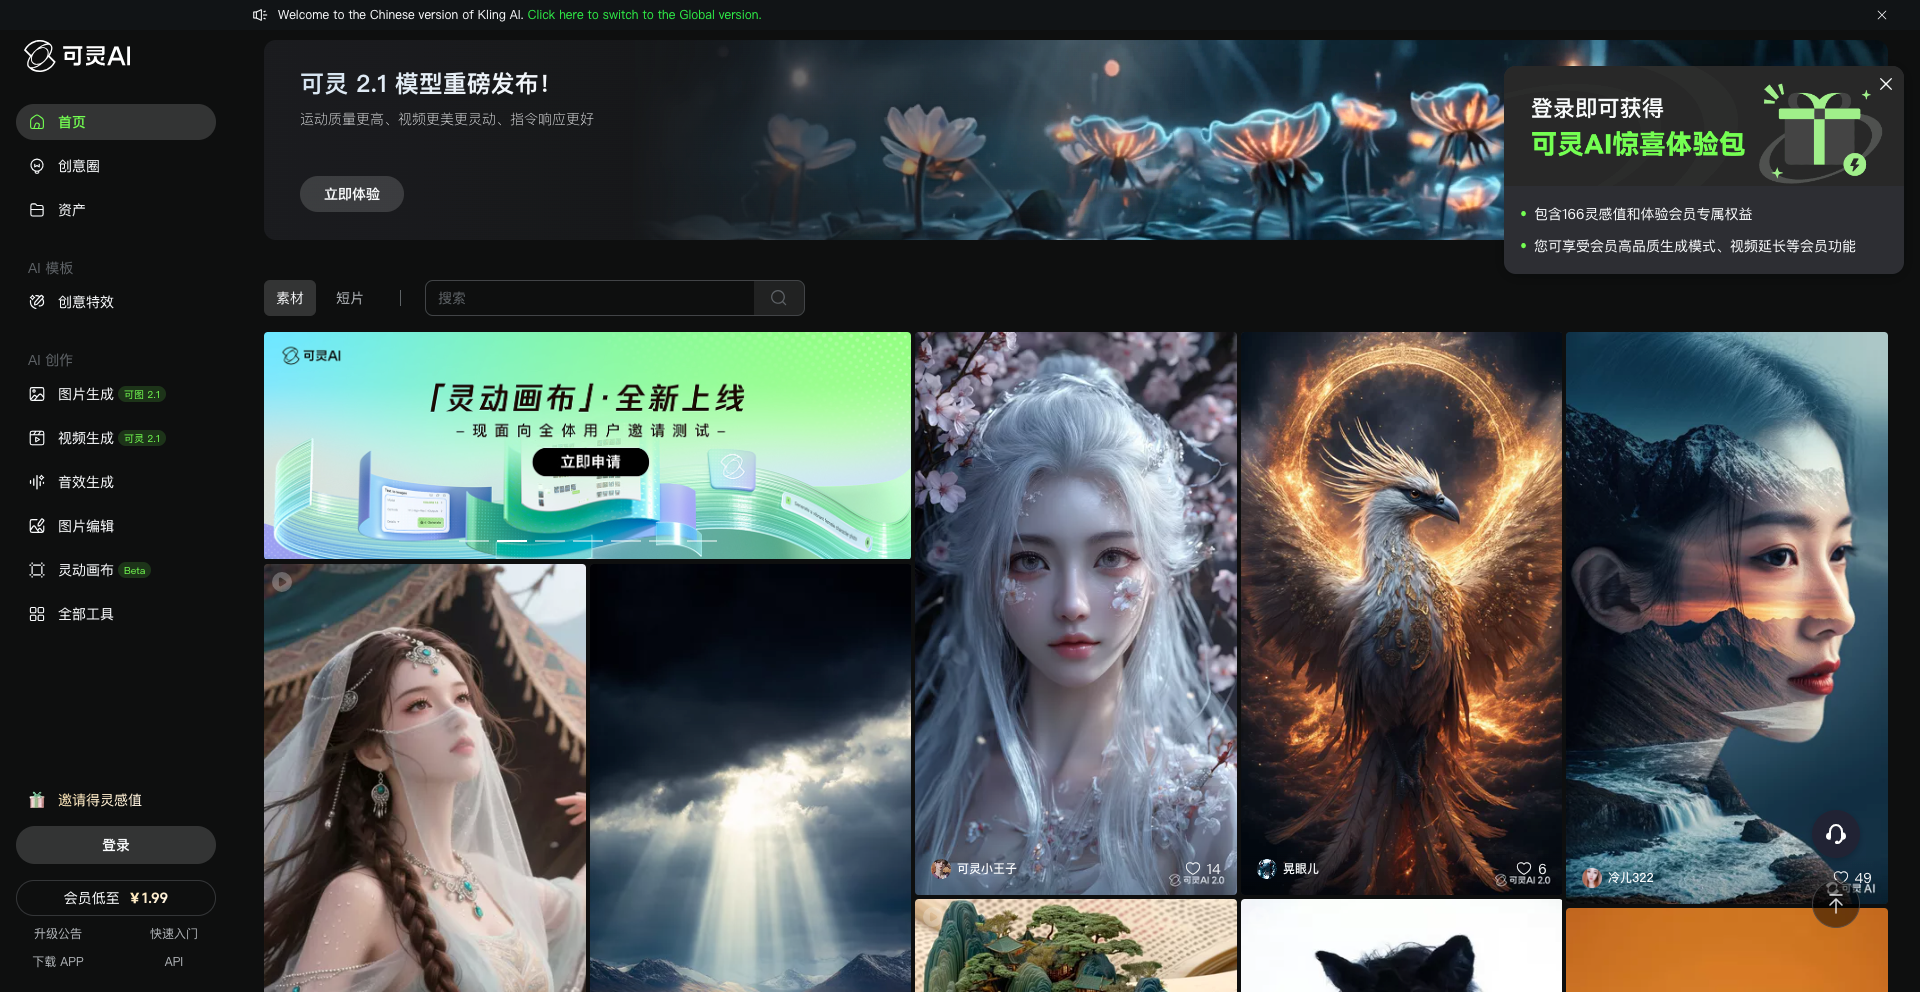 Welcome to the Chinese version of Kling AI. Click here to switch to the Global version.
可灵AI
首页
创意圈
资产
AI 模板
创意特效
AI 创作
图片生成 可图 2.1
视频生成 可灵 2.1
音效生成
图片编辑
灵动画布 Beta
全部工具
邀请得灵感值
登录
会员低至 ¥1.99
升级公告 快速入门
下载 APP API
可灵 2.1 模型重磅发布!
运动质量更高、视频更美更灵动、指令响应更好
立即体验
登录即可获得
可灵AI惊喜体验包
包含166灵感值和体验会员专属权益
您可享受会员高品质生成模式、视频延长等会员功能
素材 短片 搜索
可灵AI
「灵动画布」·全新上线
–现面向全体用户邀请测试–
立即申请
可灵小王子 14
可灵AI 2.0
晃眼儿 6
可灵AI 2.0
冷儿322 49
可灵 AI